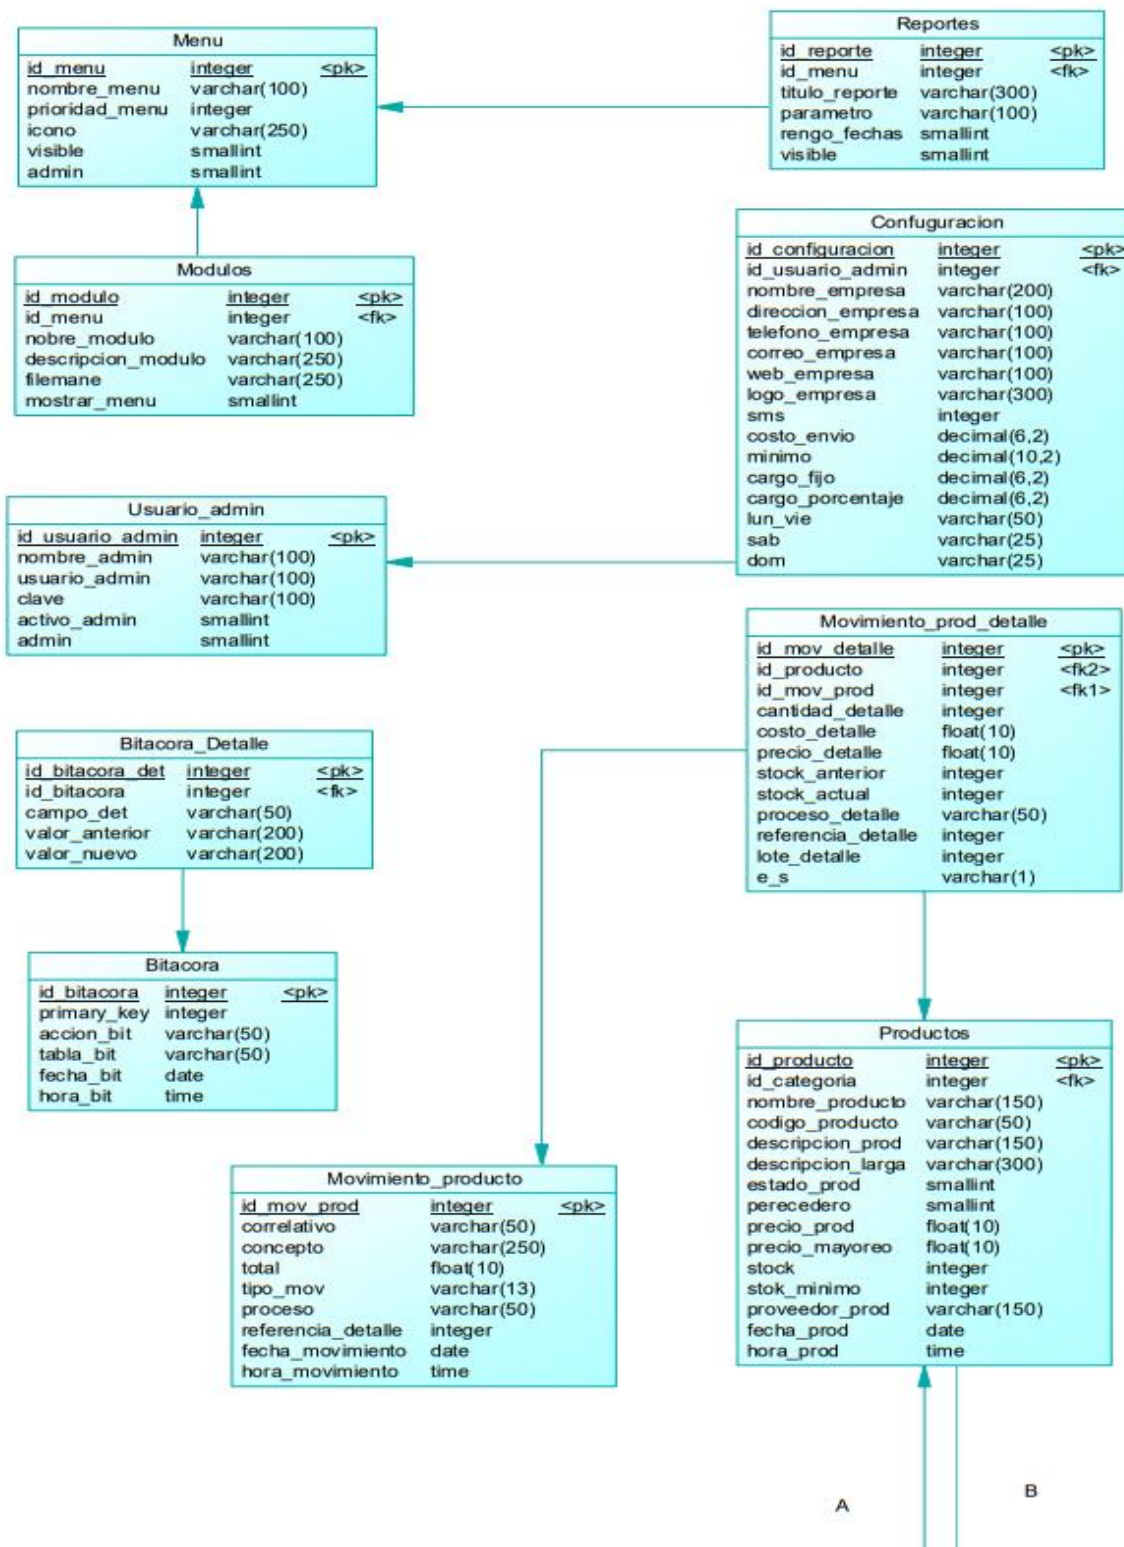 Menu
id_menu integer <pk>
nombre_menu varchar(100)
prioridad_menu integer
icono varchar(250)
visible smallint
admin smallint
Reportes
id_reporte integer <pk>
id_menu integer <fk>
titulo_reporte varchar(300)
parametro varchar(100)
rengo_fechas smallint
visible smallint
Modulos
id_modulo integer <pk>
id_menu integer <fk>
nobre_modulo varchar(100)
descripcion_modulo varchar(250)
filemane varchar(250)
mostrar_menu smallint
Confuguracion
id_configuracion integer <pk>
id_usuario_admin integer <fk>
nombre_empresa varchar(200)
direccion_empresa varchar(100)
telefono_empresa varchar(100)
correo_empresa varchar(100)
web_empresa varchar(100)
logo_empresa varchar(300)
sms integer
costo_envio decimal(6,2)
minimo decimal(10,2)
cargo_fijo decimal(6,2)
cargo_porcentaje decimal(6,2)
lun_vie varchar(50)
sab varchar(25)
dom varchar(25)
Usuario_admin
id_usuario_admin integer <pk>
nombre_admin varchar(100)
usuario_admin varchar(100)
clave varchar(100)
activo_admin smallint
admin smallint
Movimiento_prod_detalle
id_mov_detalle integer <pk>
id_producto integer <fk2>
id_mov_prod integer <fk1>
cantidad_detalle integer
costo_detalle float(10)
precio_detalle float(10)
stock_anterior integer
stock_actual integer
proceso_detalle varchar(50)
referencia_detalle integer
lote_detalle integer
e_s varchar(1)
Bitacora_Detalle
id_bitacora_det integer <pk>
id_bitacora integer <fk>
campo_det varchar(50)
valor_anterior varchar(200)
valor_nuevo varchar(200)
Bitacora
id_bitacora integer <pk>
primary_key integer
accion_bit varchar(50)
tabla_bit varchar(50)
fecha_bit date
hora_bit time
Productos
id_producto integer <pk>
id_categoria integer <fk>
nombre_producto varchar(150)
codigo_producto varchar(50)
descripcion_prod varchar(150)
descripcion_larga varchar(300)
estado_prod smallint
perecedero smallint
precio_prod float(10)
precio_mayoreo float(10)
stock integer
stok_minimo integer
proveedor_prod varchar(150)
fecha_prod date
hora_prod time
Movimiento_producto
id_mov_prod integer <pk>
correlativo varchar(50)
concepto varchar(250)
total float(10)
tipo_mov varchar(13)
proceso varchar(50)
referencia_detalle integer
fecha_movimiento date
hora_movimiento time
A
B